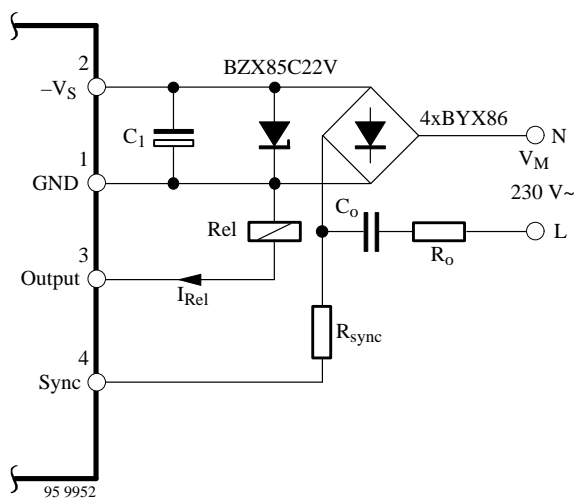 2
BZX85C22V
–VS
C1
4xBYX86
N
VM
1
GND
230 V~
Co
Rel
L
Ro
3
Output
IRel
Rsync
4
Sync
95 9952